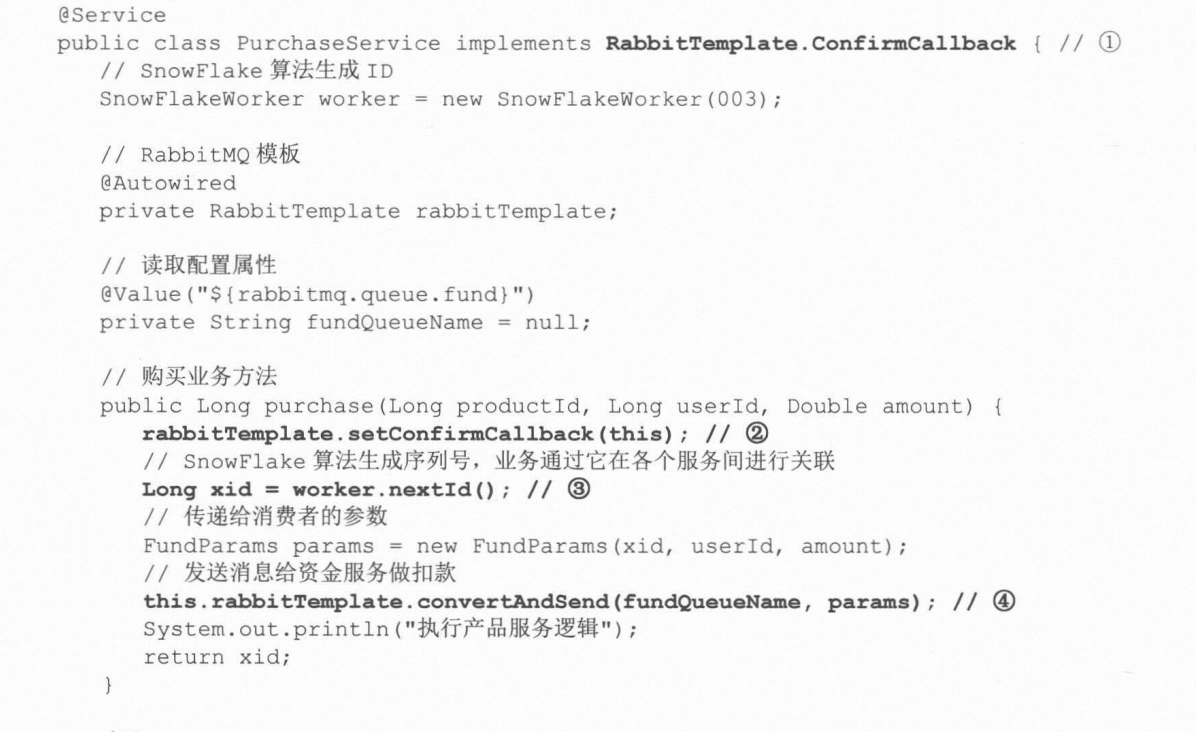 @Service
public class PurchaseService implements RabbitTemplate.ConfirmCallback { // ①
// SnowFlake 算法生成 ID
SnowFlakeWorker worker = new SnowFlakeWorker(003);
// RabbitMQ 模板
@Autowired
private RabbitTemplate rabbitTemplate;
// 读取配置属性
@Value("${rabbitmq.queue.fund}")
private String fundQueueName = null;
// 购买业务方法
public Long purchase(Long productId, Long userId, Double amount) {
rabbitTemplate.setConfirmCallback(this); // ②
// SnowFlake 算法生成序列号，业务通过它在各个服务间进行关联
Long xid = worker.nextId(); // ③
// 传递给消费者的参数
FundParams params = new FundParams(xid, userId, amount);
// 发送消息给资金服务做扣款
this.rabbitTemplate.convertAndSend(fundQueueName, params); // ④
System.out.println("执行产品服务逻辑");
return xid;
}